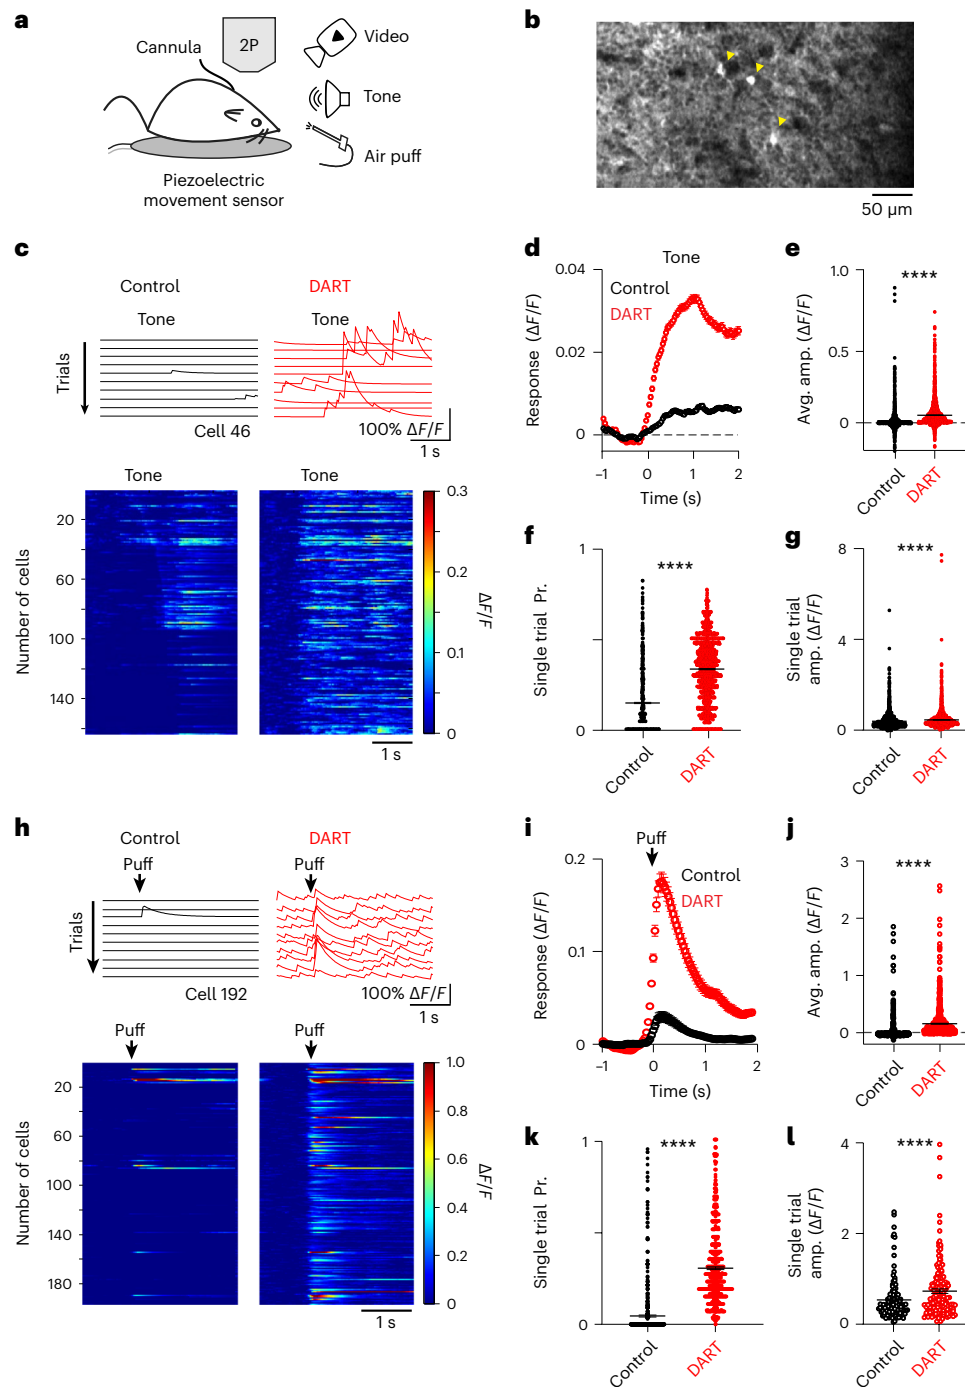 a
Cannula
2P
Video
Tone
Air puff
Piezoelectric
movement sensor
b
50 µm
c
Control
DART
Tone
Tone
Trials
Cell 46
100% ΔF/F
1 s
Tone
Tone
Number of cells
20
60
100
140
0.3
0.2
0.1
0
ΔF/F
1 s
d
Tone
Control
DART
Response (ΔF/F)
0.04
0.02
0
–1
0
1
2
Time (s)
e
Avg. amp. (ΔF/F)
1.0
0.5
0
****
Control
DART
f
Single trial Pr.
1
0
****
Control
DART
g
Single trial
amp. (ΔF/F)
8
4
0
****
Control
DART
h
Control
DART
Puff
Puff
Trials
Cell 192
100% ΔF/F
1 s
Puff
Puff
Number of cells
20
60
100
140
180
1.0
0.8
0.6
0.4
0.2
0
ΔF/F
1 s
i
Puff
Control
DART
Response (ΔF/F)
0.2
0.1
0
–1
0
1
2
Time (s)
j
Avg. amp. (ΔF/F)
3
2
1
0
****
Control
DART
k
Single trial Pr.
1
0
****
Control
DART
l
Single trial
amp. (ΔF/F)
4
2
0
****
Control
DART